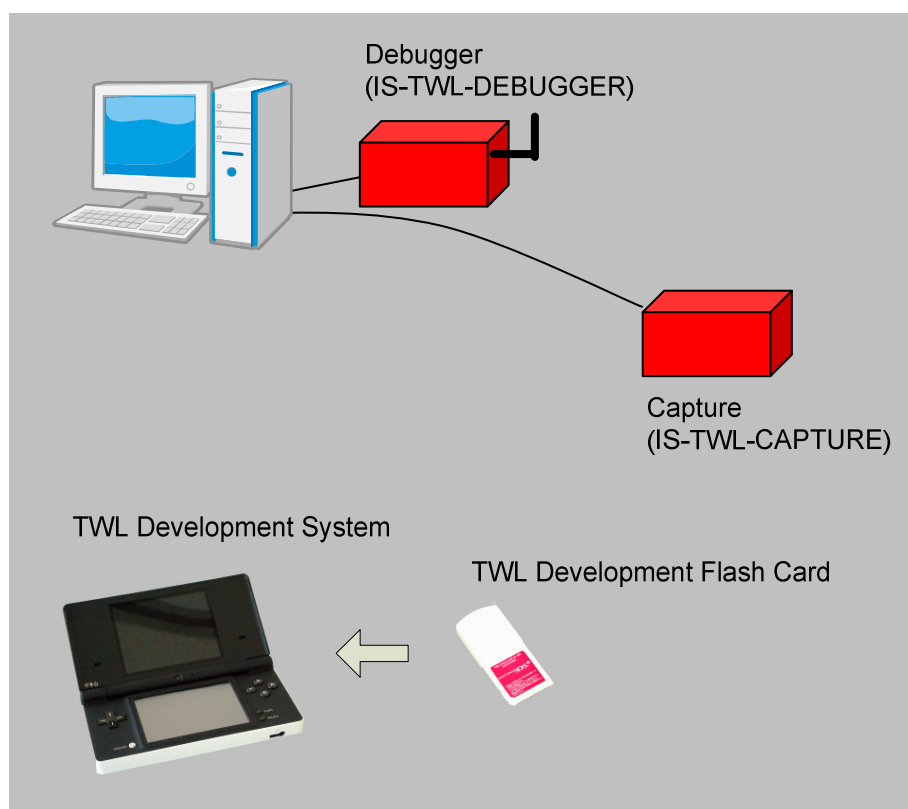 Debugger
(IS-TWL-DEBUGGER)
Capture
(IS-TWL-CAPTURE)
TWL Development System
TWL Development Flash Card